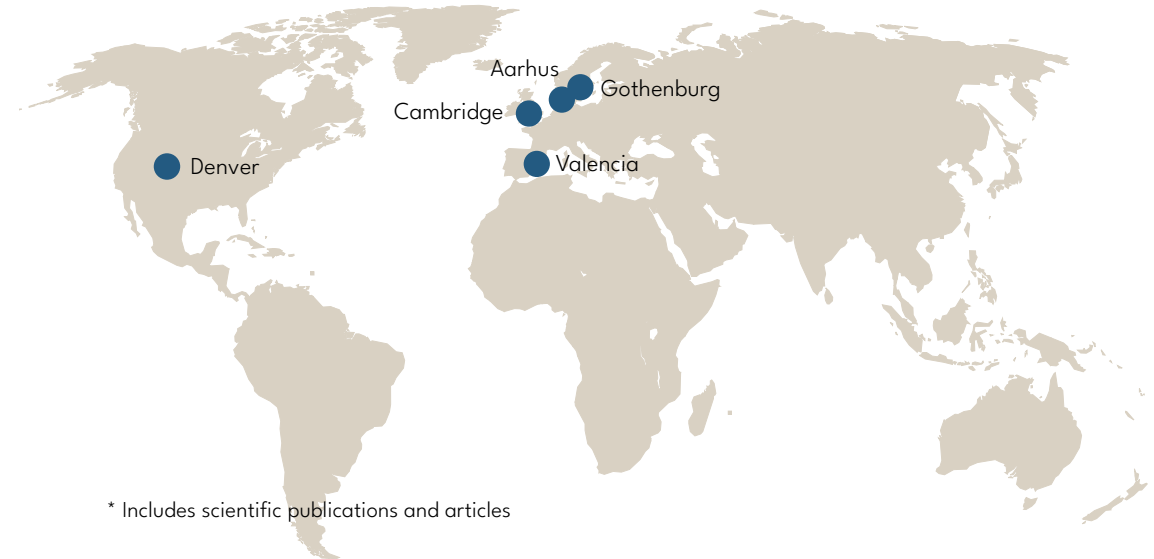 Aarhus
Gothenburg
Cambridge
Valencia
Denver
* Includes scientific publications and articles